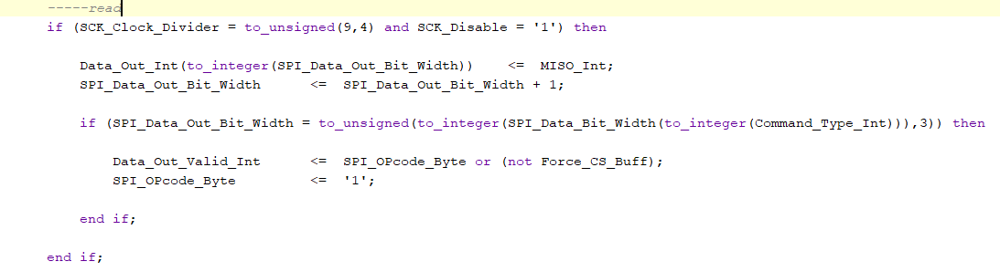 -----read
if (SCK_Clock_Divider = to_unsigned(9,4) and SCK_Disable = '1') then
Data_Out_Int(to_integer(SPI_Data_Out_Bit_Width)) <= MISO_Int;
SPI_Data_Out_Bit_Width <= SPI_Data_Out_Bit_Width + 1;
if (SPI_Data_Out_Bit_Width = to_unsigned(to_integer(SPI_Data_Bit_Width(to_integer(Command_Type_Int))),3)) then
Data_Out_Valid_Int <= SPI_OPcode_Byte or (not Force_CS_Buff);
SPI_OPcode_Byte <= '1';
end if;
end if;